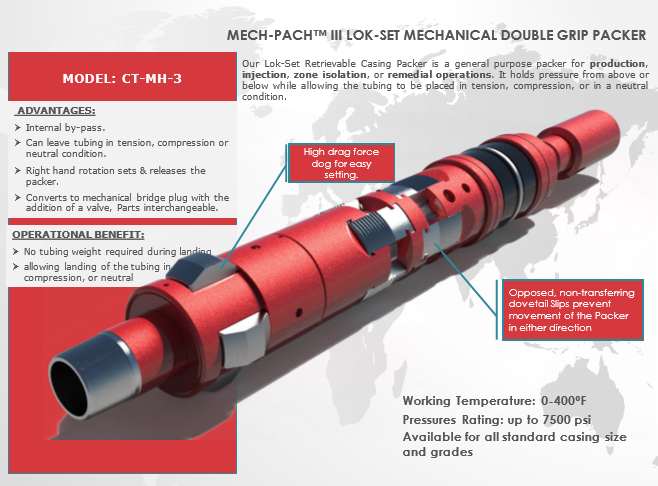 MECH-PACH™ III LOK-SET MECHANICAL DOUBLE GRIP PACKER
MODEL: CT-MH-3
Our Lok-Set Retrievable Casing Packer is a general purpose packer for production,
injection, zone isolation, or remedial operations. It holds pressure from above or
below while allowing the tubing to be placed in tension, compression, or in a neutral
condition.
ADVANTAGES:
➤ Internal by-pass.
➤ Can leave tubing in tension, compression or
neutral condition.
➤ Right hand rotation sets & releases the
packer.
➤ Converts to mechanical bridge plug with the
addition of a valve, Parts interchangeable.
OPERATIONAL BENEFIT:
➤ No tubing weight required during landing
➤ allowing landing of the tubing in
compression, or neutral
High drag force
dog for easy
setting.
Opposed, non-transferring
dovetail Slips prevent
movement of the Packer
in either direction
Working Temperature: 0-400°F
Pressures Rating: up to 7500 psi
Available for all standard casing size
and grades